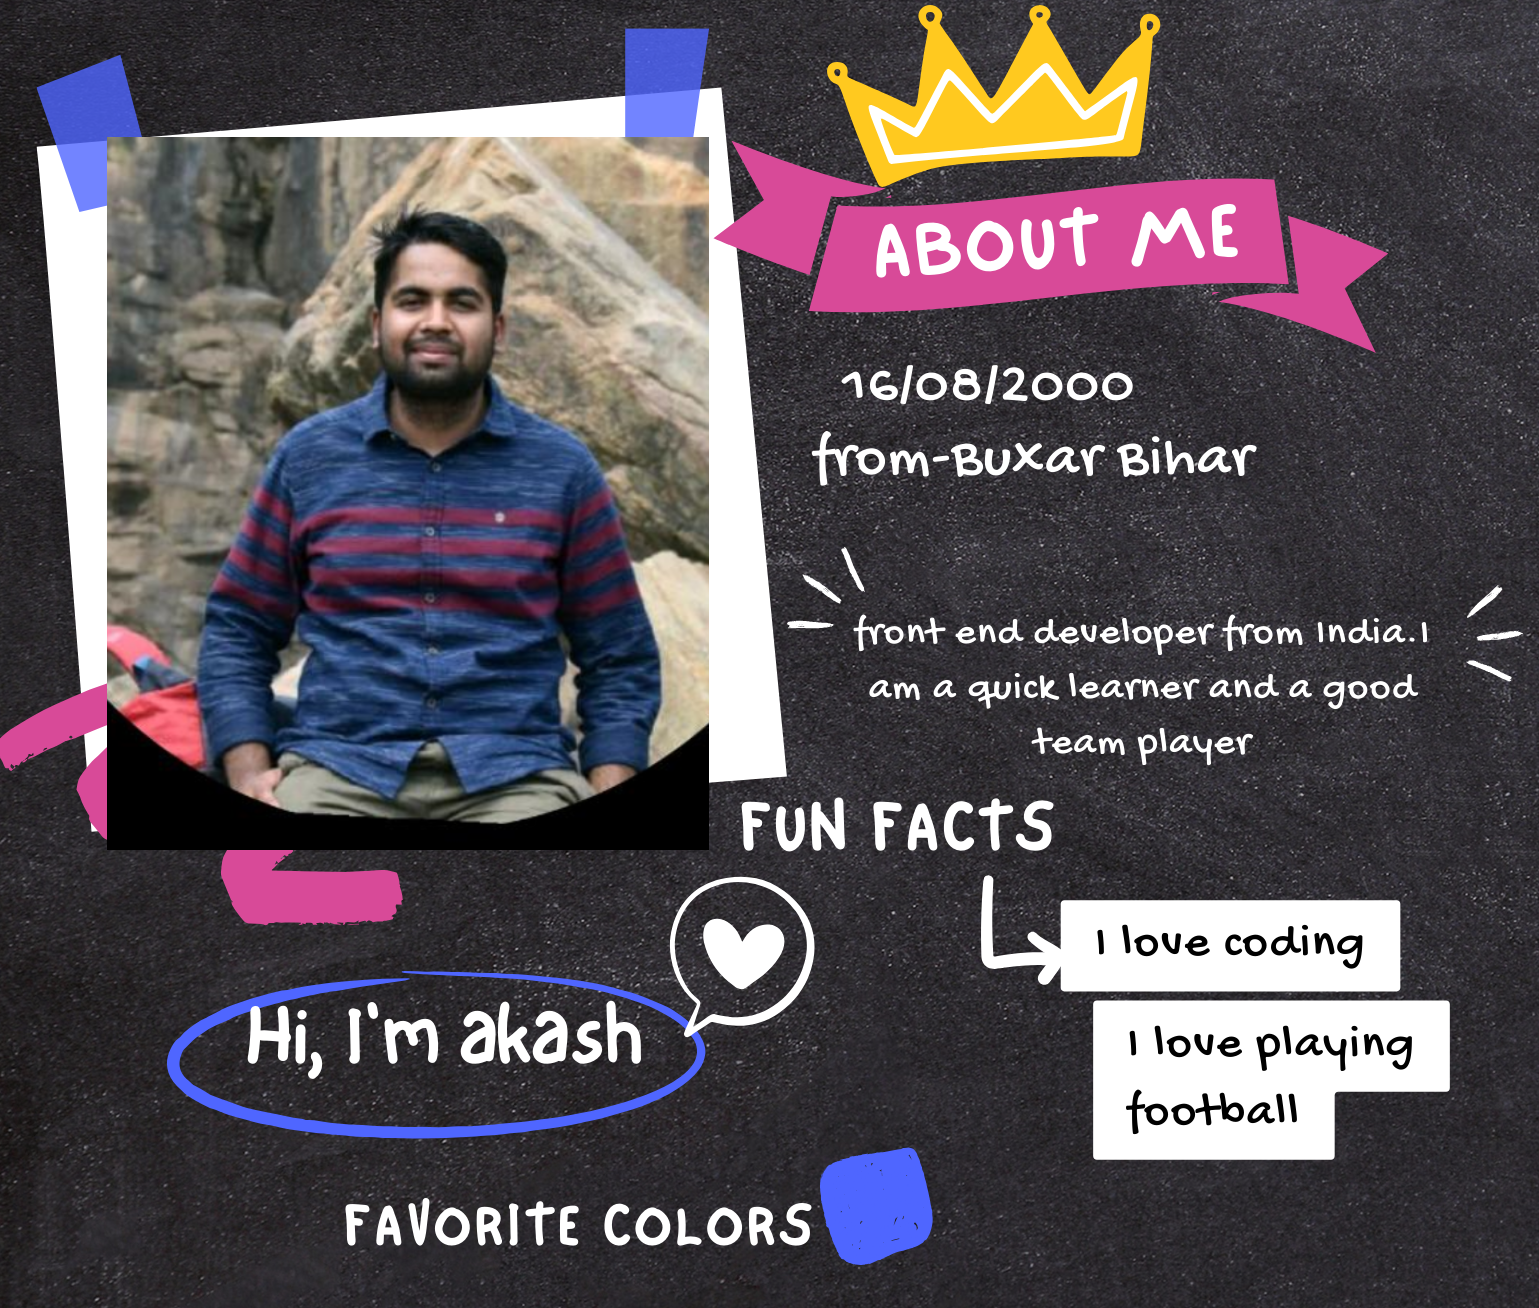 ABOUT ME
16/08/2000
from-Buxar Bihar
front end developer from India.I
am a quick learner and a good
team player
FUN FACTS
I love coding
I love playing
football
Hi, I'm akash
FAVORITE COLORS